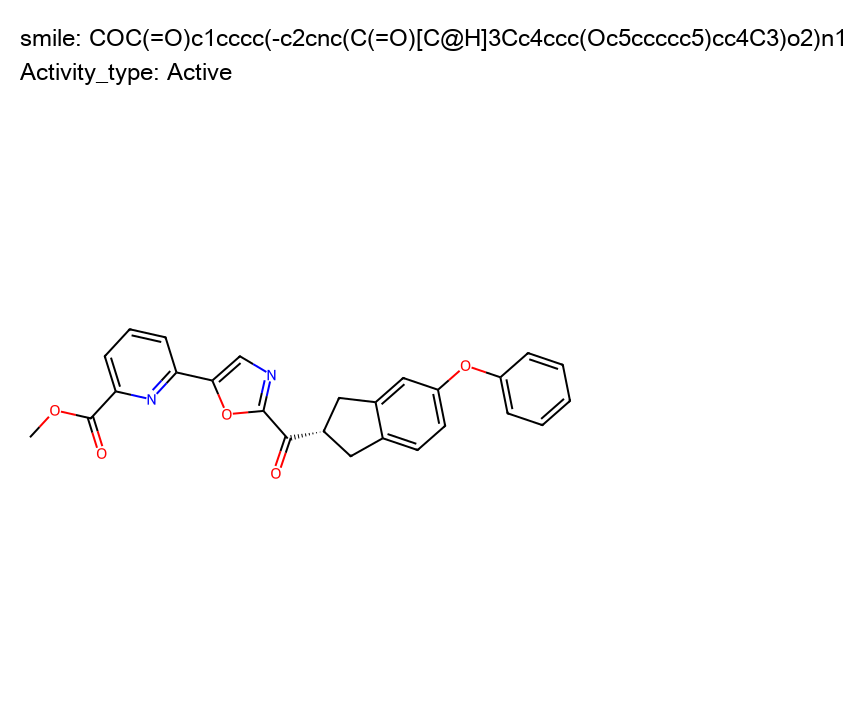 smile: COC(=O)c1cccc(-c2cnc(C(=O)[C@H]3Cc4ccc(Oc5ccccc5)cc4C3)o2)n1
Activity_type: Active
O
N
N
O
O
O
O